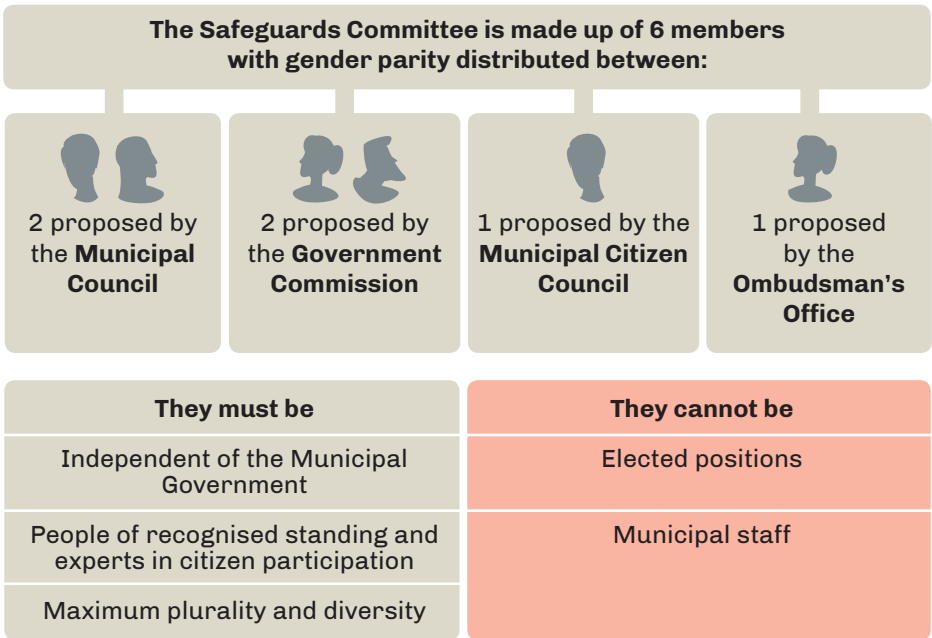 The Safeguards Committee is made up of 6 members
with gender parity distributed between:
2 proposed by
the Municipal
Council
2 proposed by
the Government
Commission
1 proposed by the
Municipal Citizen
Council
1 proposed
by the
Ombudsman’s
Office
They must be
Independent of the Municipal
Government
People of recognised standing and
experts in citizen participation
Maximum plurality and diversity
They cannot be
Elected positions
Municipal staff